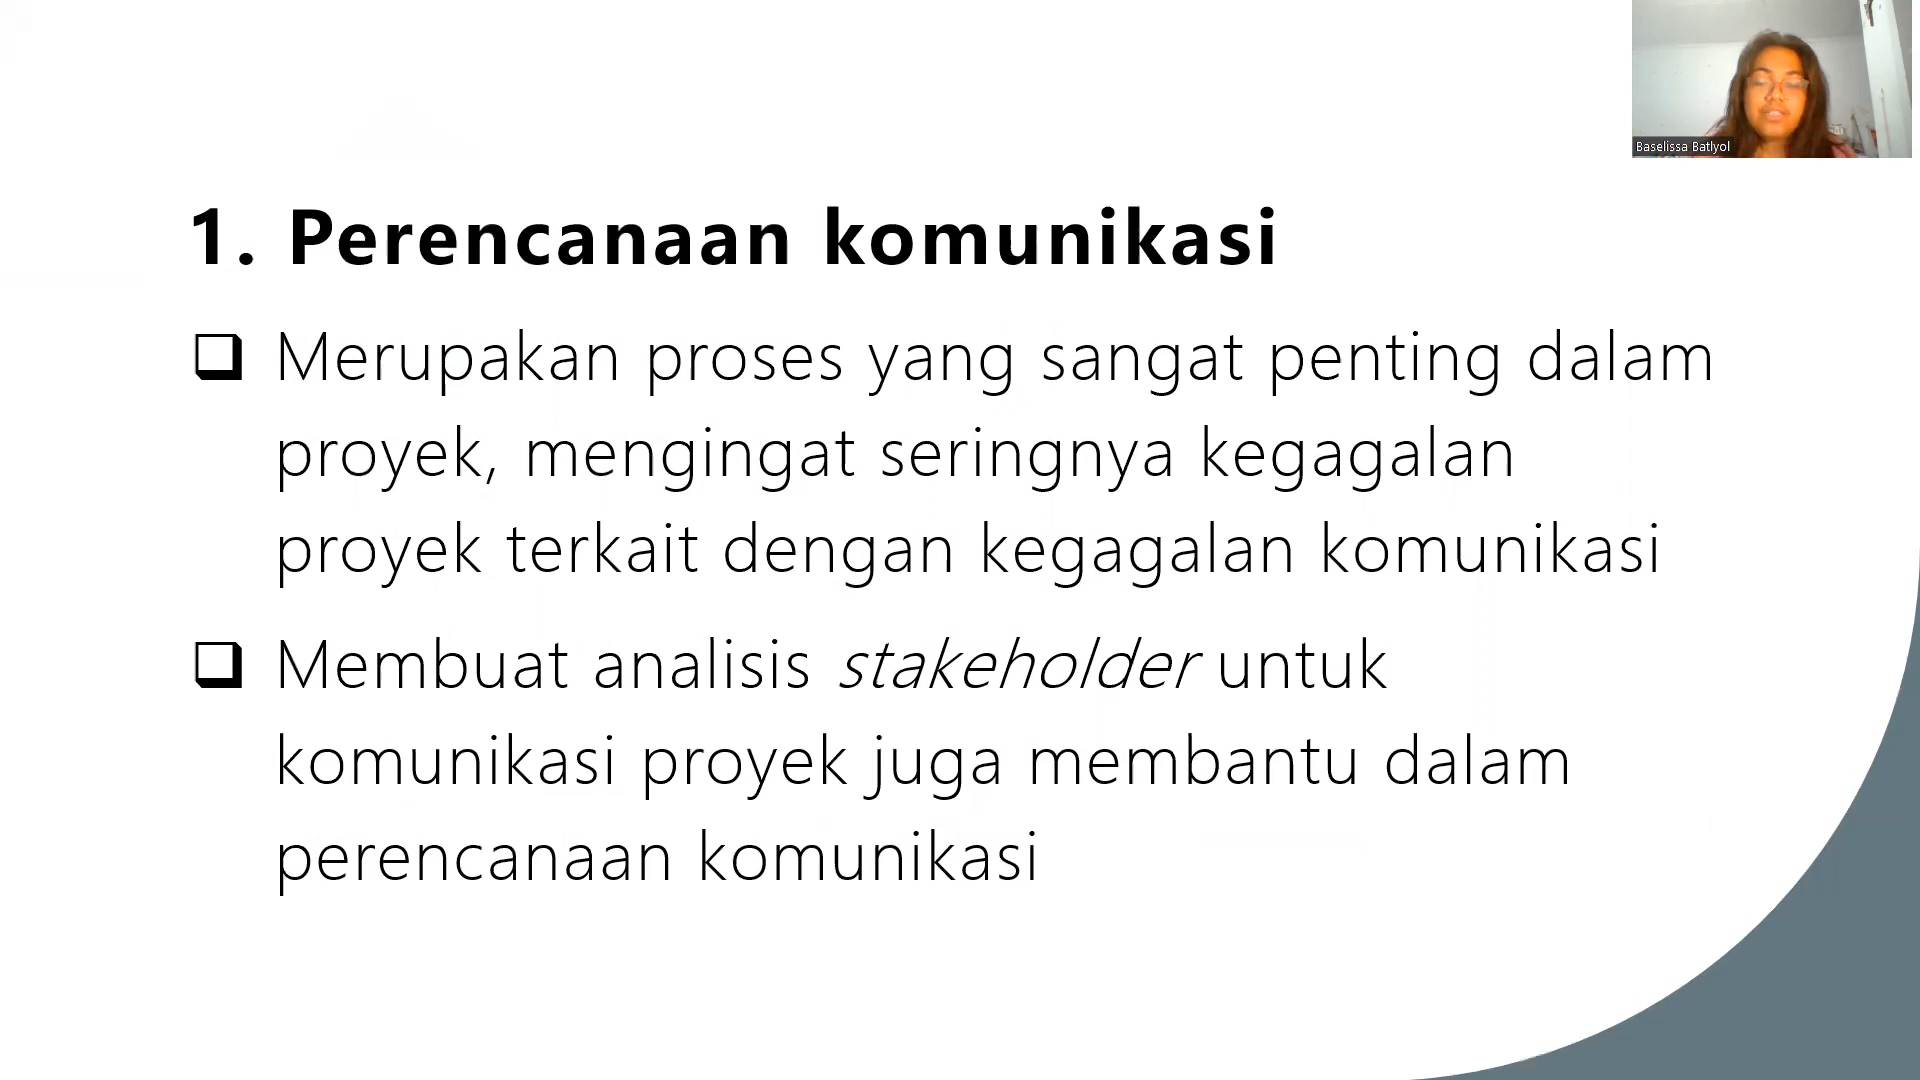 Baselissa Batlyol
1. Perencanaan komunikasi
❑ Merupakan proses yang sangat penting dalam
proyek, mengingat seringnya kegagalan
proyek terkait dengan kegagalan komunikasi
❑ Membuat analisis stakeholder untuk
komunikasi proyek juga membantu dalam
perencanaan komunikasi